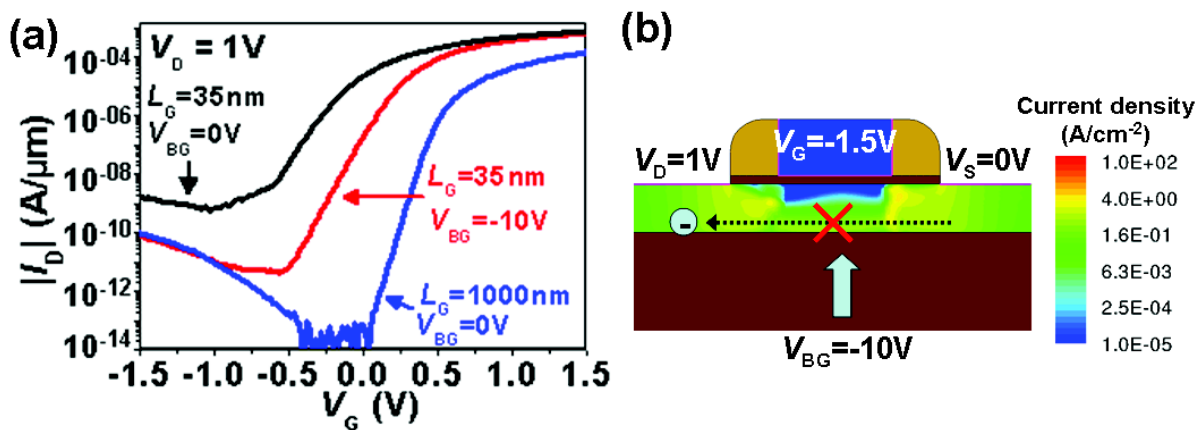 (a)
V_D = 1V
L_G=35nm
V_BG=0V
L_G=35nm
V_BG=-10V
L_G=1000nm
V_BG=0V
|I_D| (A/μm)
10^-04
10^-06
10^-08
10^-10
10^-12
10^-14
-1.5 -1.0 -0.5 0.0 0.5 1.0 1.5
V_G (V)
(b)
V_D=1V
V_G=-1.5V
V_S=0V
-
V_BG=-10V
Current density
(A/cm^-2)
1.0E+02
4.0E+00
1.6E-01
6.3E-03
2.5E-04
1.0E-05